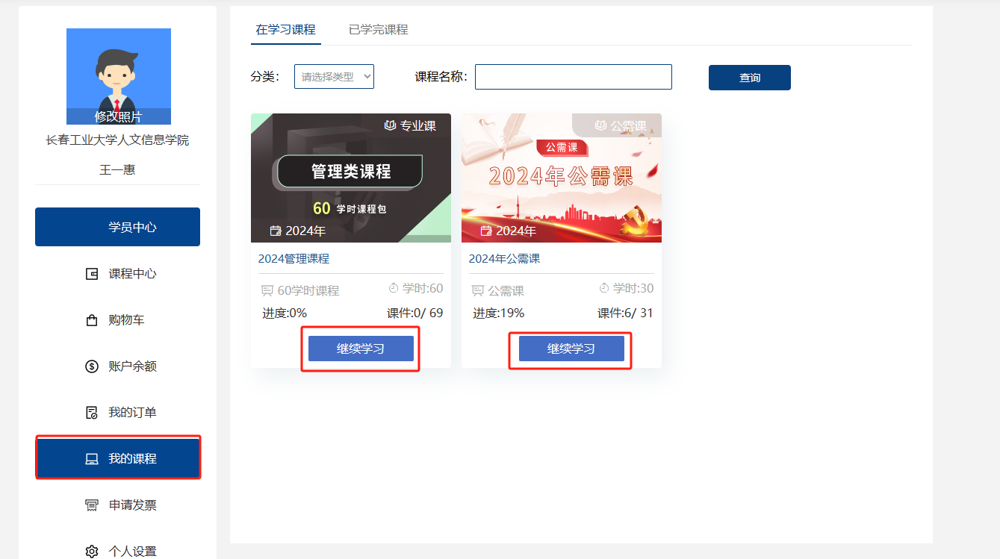 修改照片
长春工业大学人文信息学院
王一惠
学员中心
课程中心
购物车
账户余额
我的订单
我的课程
申请发票
个人设置
在学习课程 已学完课程
分类: 请选择类型 课程名称: 查询
专业课
管理类课程
60 学时课程包
2024年
2024管理课程
60学时课程 学时:60
进度:0% 课件:0/ 69
继续学习
公需课
公需课
2024年公需课
2024年
2024年公需课
公需课 学时:30
进度:19% 课件:6/ 31
继续学习